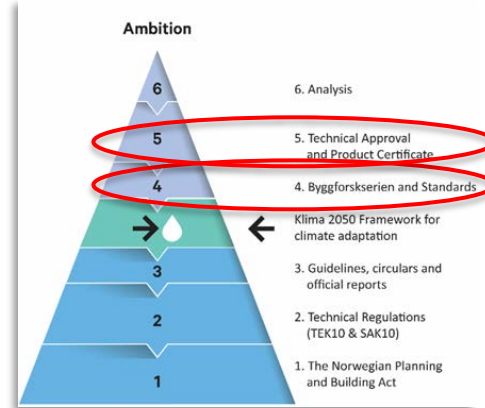 Ambition
6
6. Analysis
5
5. Technical Approval
and Product Certificate
4
4. Byggforskserien and Standards
Klima 2050 Framework for
climate adaptation
3
3. Guidelines, circulars and
official reports
2
2. Technical Regulations
(TEK10 & SAK10)
1
1. The Norwegian Planning
and Building Act